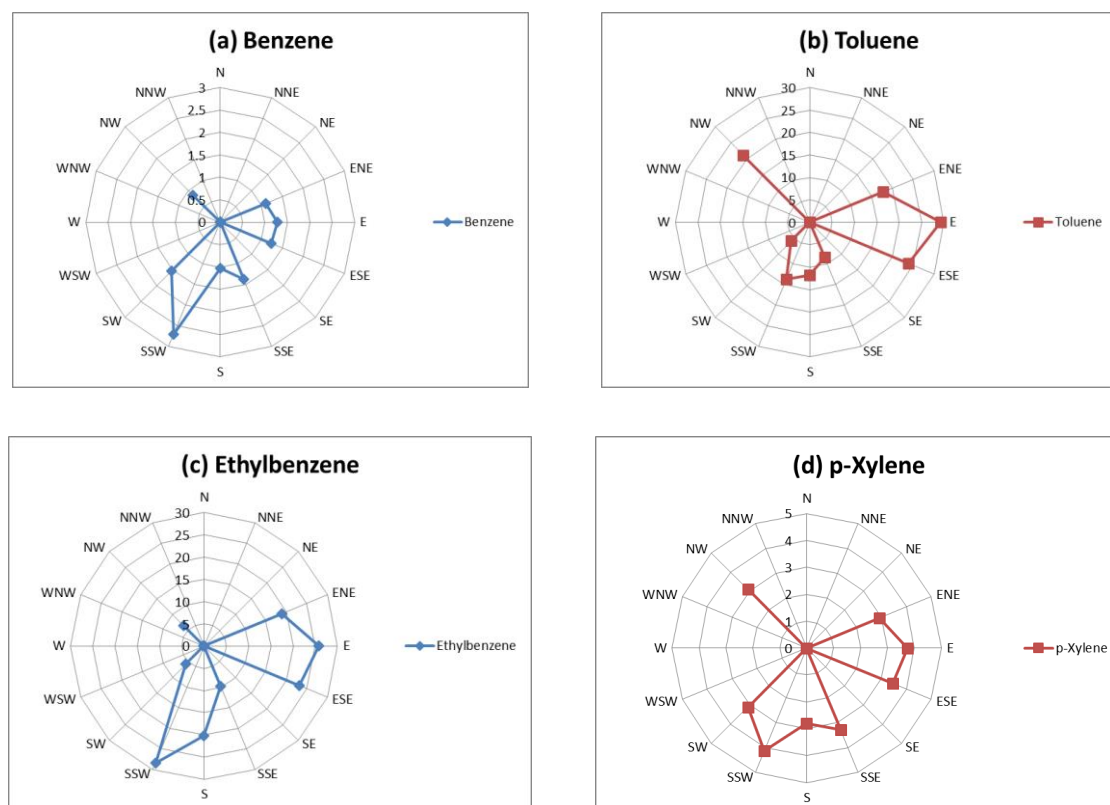 (a) Benzene
N
NNE
NE
ENE
E
ESE
SE
SSE
S
SSW
SW
WSW
W
WNW
NW
NNW
3
2.5
2
1.5
1
0.5
0
Benzene
(b) Toluene
N
NNE
NE
ENE
E
ESE
SE
SSE
S
SSW
SW
WSW
W
WNW
NW
NNW
30
25
20
15
10
5
0
Toluene
(c) Ethylbenzene
N
NNE
NE
ENE
E
ESE
SE
SSE
S
SSW
SW
WSW
W
WNW
NW
NNW
30
25
20
15
10
5
0
Ethylbenzene
(d) p-Xylene
N
NNE
NE
ENE
E
ESE
SE
SSE
S
SSW
SW
WSW
W
WNW
NW
NNW
5
4
3
2
1
0
p-Xylene